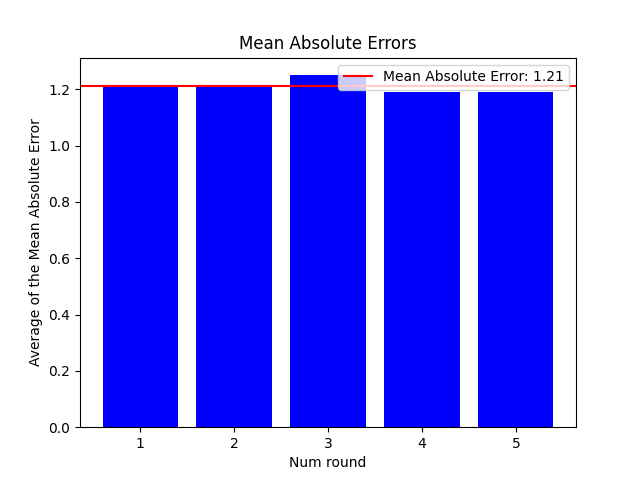 Mean Absolute Errors
Mean Absolute Error: 1.21
Average of the Mean Absolute Error
1.2
1.0
0.8
0.6
0.4
0.2
0.0
1 2 3 4 5
Num round